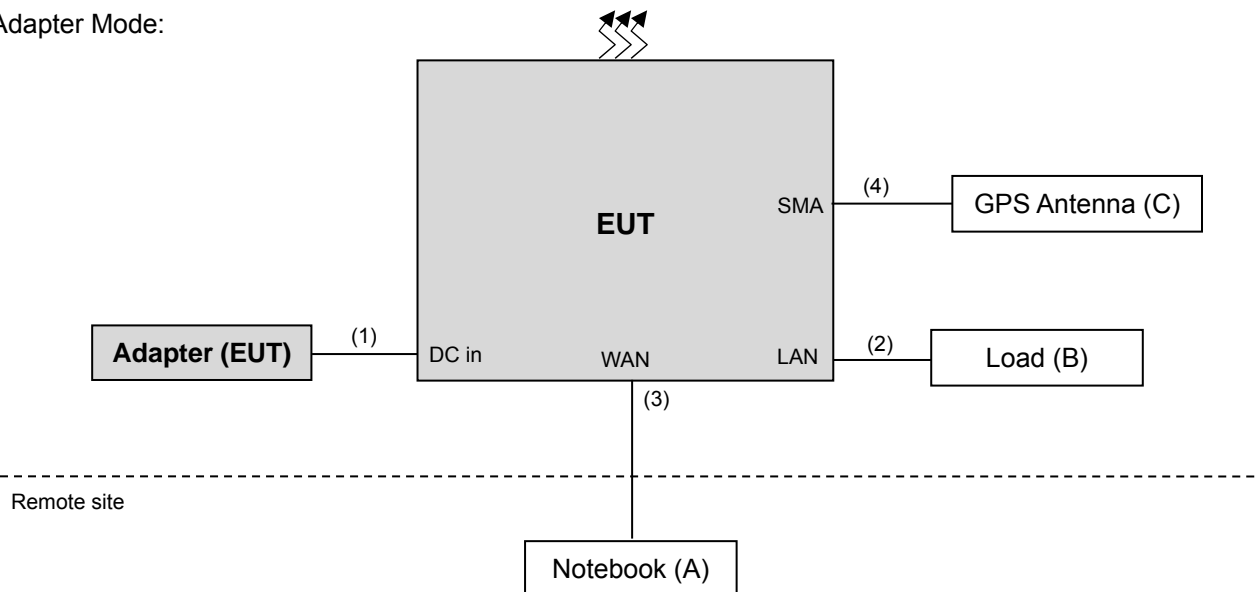 Adapter Mode:
SMA
(4)
GPS Antenna (C)
EUT
Adapter (EUT)
(1)
DC in
WAN
LAN
(2)
Load (B)
(3)
Remote site
Notebook (A)